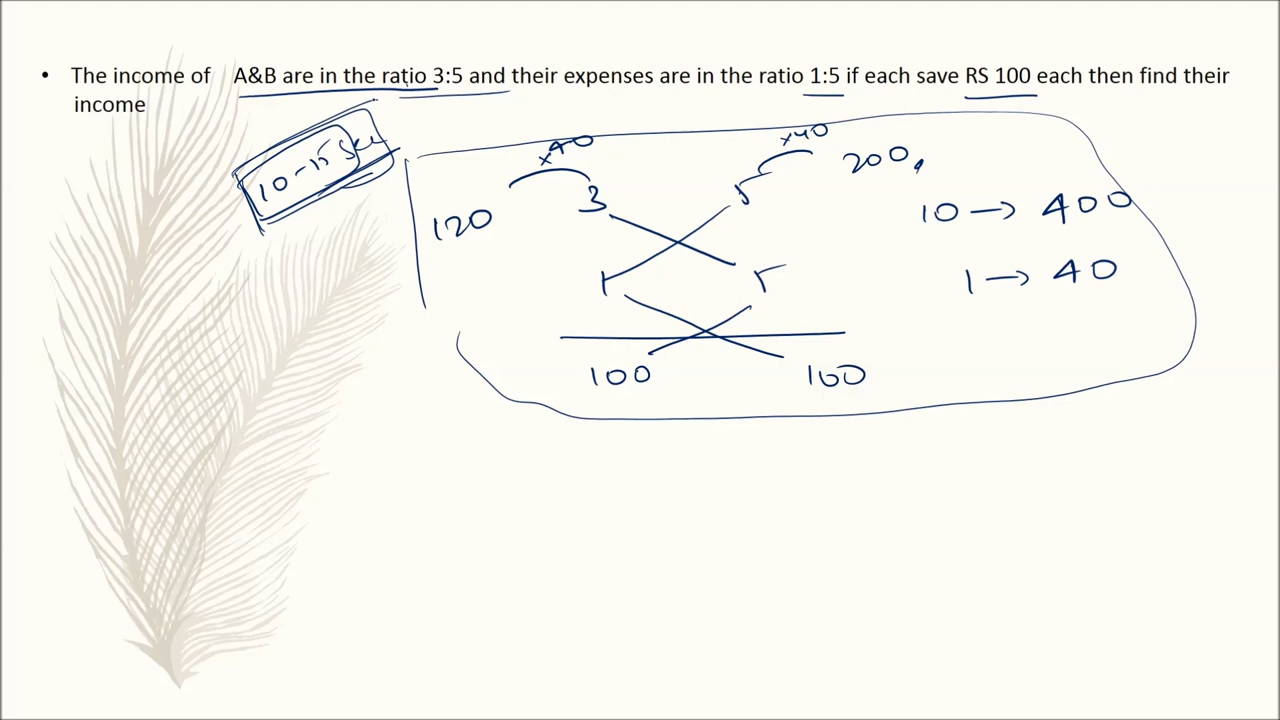 • The income of A&B are in the ratio 3:5 and their expenses are in the ratio 1:5 if each save RS 100 each then find their
income
10-15 Sec
×40 ×40
120 3 5 200
10 → 400
1 5 1 → 40
100 100